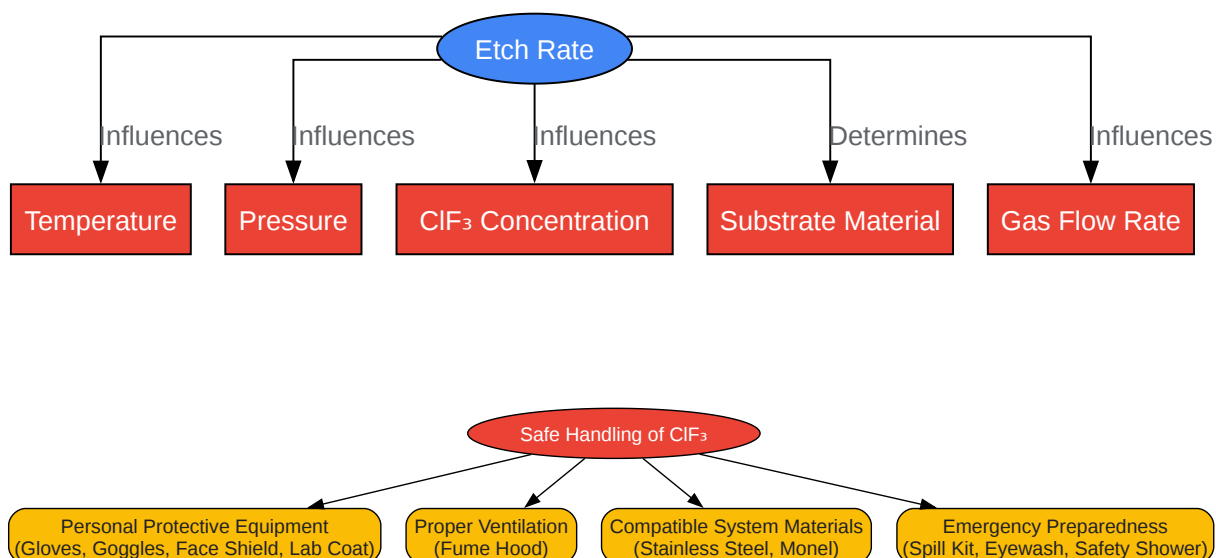 Etch Rate
Influences
Influences
Influences
Determines
Influences
Temperature
Pressure
ClF₃ Concentration
Substrate Material
Gas Flow Rate
Safe Handling of ClF₃
Personal Protective Equipment
(Gloves, Goggles, Face Shield, Lab Coat)
Proper Ventilation
(Fume Hood)
Compatible System Materials
(Stainless Steel, Monel)
Emergency Preparedness
(Spill Kit, Eyewash, Safety Shower)